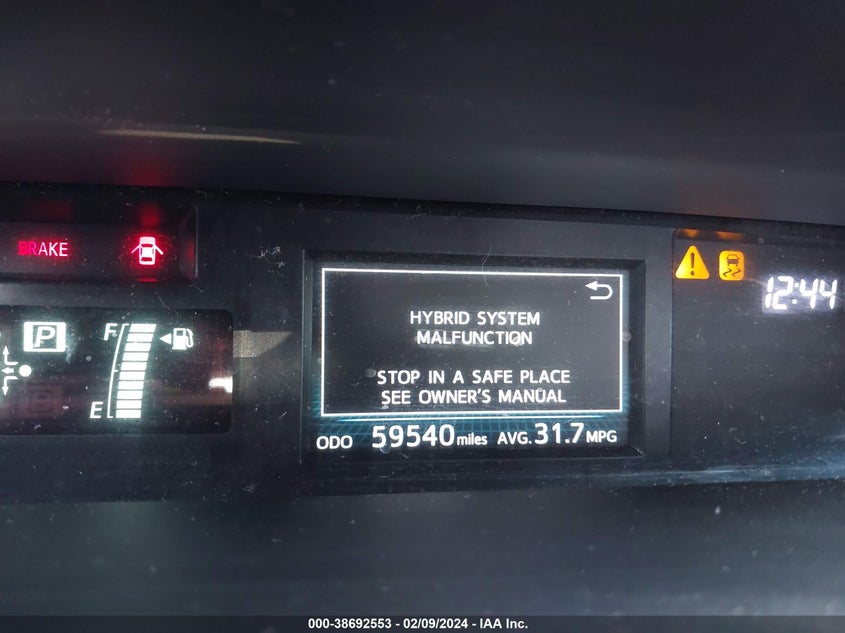 BRAKE
12:44
P
F
E
HYBRID SYSTEM
MALFUNCTION
STOP IN A SAFE PLACE
SEE OWNER'S MANUAL
ODO 59540 miles AVG. 31.7 MPG
000-38692553 - 02/09/2024 - IAA Inc.